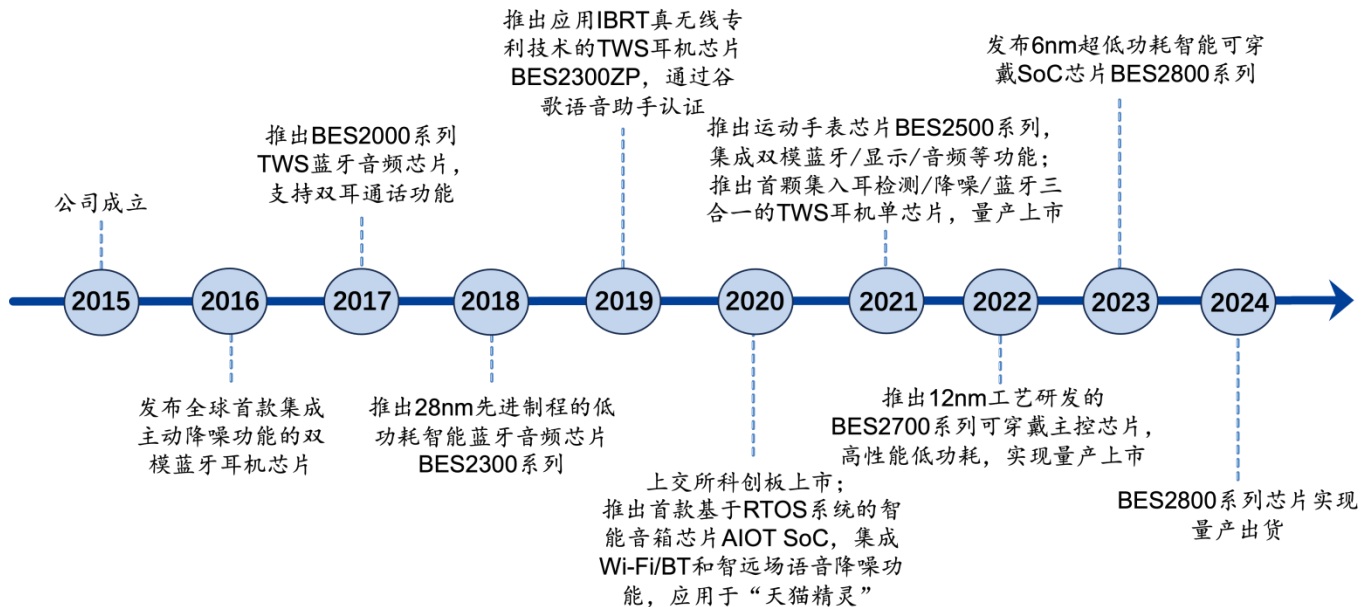 推出应用IBRT真无线专
利技术的TWS耳机芯片
BES2300ZP，通过谷
歌语音助手认证
发布6nm超低功耗智能可穿
戴SoC芯片BES2800系列
推出BES2000系列
TWS蓝牙音频芯片，
支持双耳通话功能
推出运动手表芯片BES2500系列，
集成双模蓝牙/显示/音频等功能；
推出首颗集入耳检测/降噪/蓝牙三
合一的TWS耳机单芯片，量产上市
公司成立
2015
2016
2017
2018
2019
2020
2021
2022
2023
2024
发布全球首款集成
主动降噪功能的双
模蓝牙耳机芯片
推出28nm先进制程的低
功耗智能蓝牙音频芯片
BES2300系列
上交所科创板上市；
推出首款基于RTOS系统的智
能音箱芯片AIOT SoC，集成
Wi-Fi/BT和智远场语音降噪功
能，应用于“天猫精灵”
推出12nm工艺研发的
BES2700系列可穿戴主控芯片，
高性能低功耗，实现量产上市
BES2800系列芯片实现
量产出货